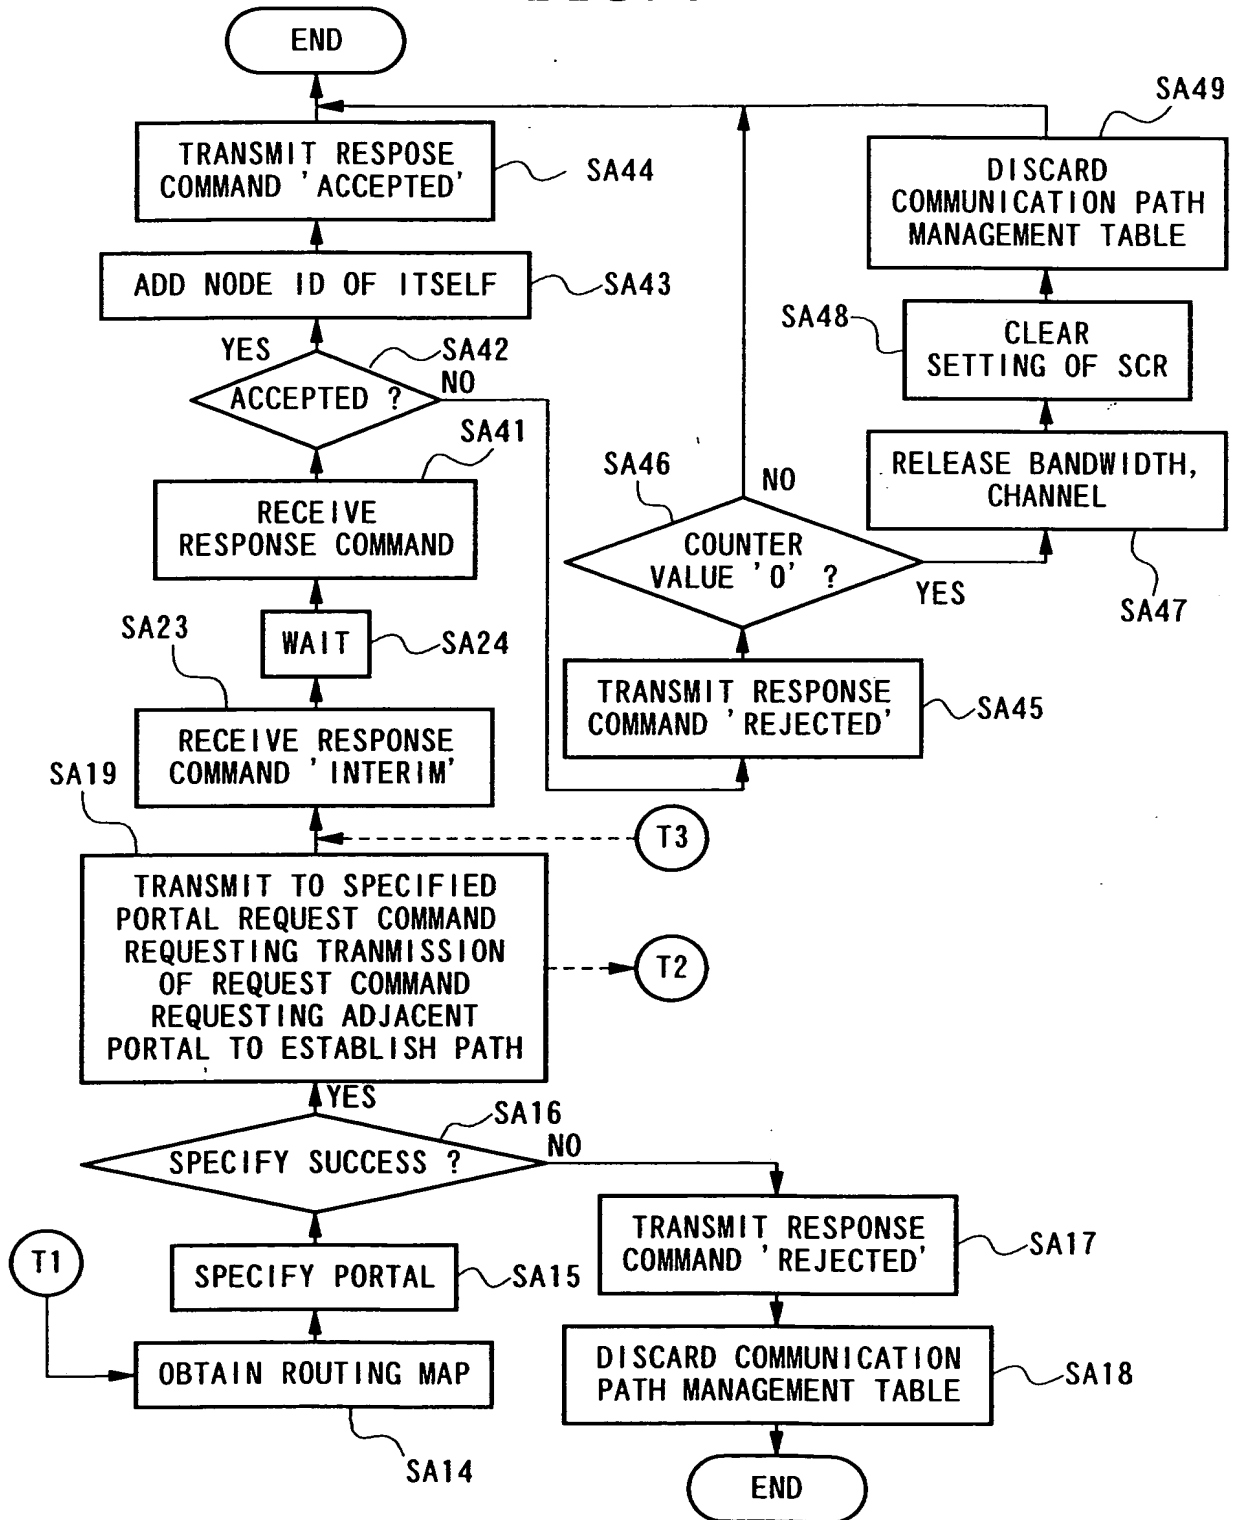 END
SA49
TRANSMIT RESPOSE
COMMAND 'ACCEPTED'
SA44
DISCARD
COMMUNICATION PATH
MANAGEMENT TABLE
ADD NODE ID OF ITSELF
SA43
SA48
CLEAR
SETTING OF SCR
YES
SA42
ACCEPTED ?
NO
SA41
RECEIVE
RESPONSE COMMAND
SA46
NO
RELEASE BANDWIDTH,
CHANNEL
COUNTER
VALUE '0' ?
YES
SA47
SA23
WAIT
SA24
TRANSMIT RESPONSE
COMMAND 'REJECTED'
SA45
RECEIVE RESPONSE
COMMAND 'INTERIM'
SA19
T3
TRANSMIT TO SPECIFIED
PORTAL REQUEST COMMAND
REQUESTING TRANMISSION
OF REQUEST COMMAND
REQUESTING ADJACENT
PORTAL TO ESTABLISH PATH
T2
YES
SA16
SPECIFY SUCCESS ?
NO
TRANSMIT RESPONSE
COMMAND 'REJECTED'
SA17
T1
SPECIFY PORTAL
SA15
OBTAIN ROUTING MAP
SA14
DISCARD COMMUNICATION
PATH MANAGEMENT TABLE
SA18
END